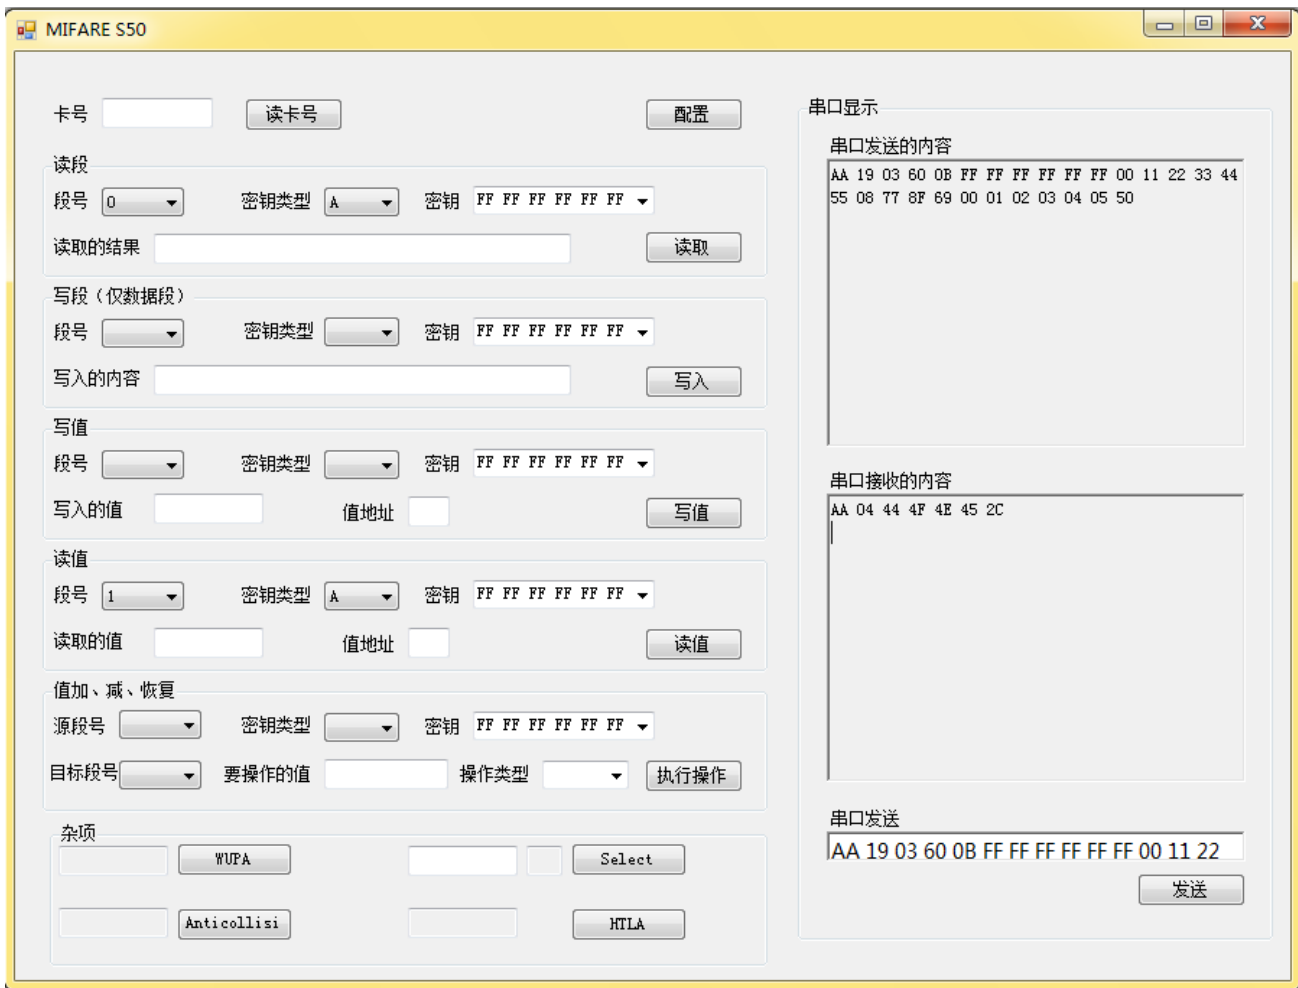 MIFARE S50
卡号 读卡号 配置
读段
段号 0 密钥类型 A 密钥 FF FF FF FF FF FF
读取的结果 读取
写段（仅数据段）
段号 密钥类型 密钥 FF FF FF FF FF FF
写入的内容 写入
写值
段号 密钥类型 密钥 FF FF FF FF FF FF
写入的值 值地址 写值
读值
段号 1 密钥类型 A 密钥 FF FF FF FF FF FF
读取的值 值地址 读值
值加、减、恢复
源段号 密钥类型 密钥 FF FF FF FF FF FF
目标段号 要操作的值 操作类型 执行操作
杂项
WUPA Select
Anticollisi HTLA
串口显示
串口发送的内容
AA 19 03 60 0B FF FF FF FF FF FF 00 11 22 33 44
55 08 77 8F 69 00 01 02 03 04 05 50
串口接收的内容
AA 04 44 4F 4E 45 2C
串口发送
AA 19 03 60 0B FF FF FF FF FF FF 00 11 22
发送